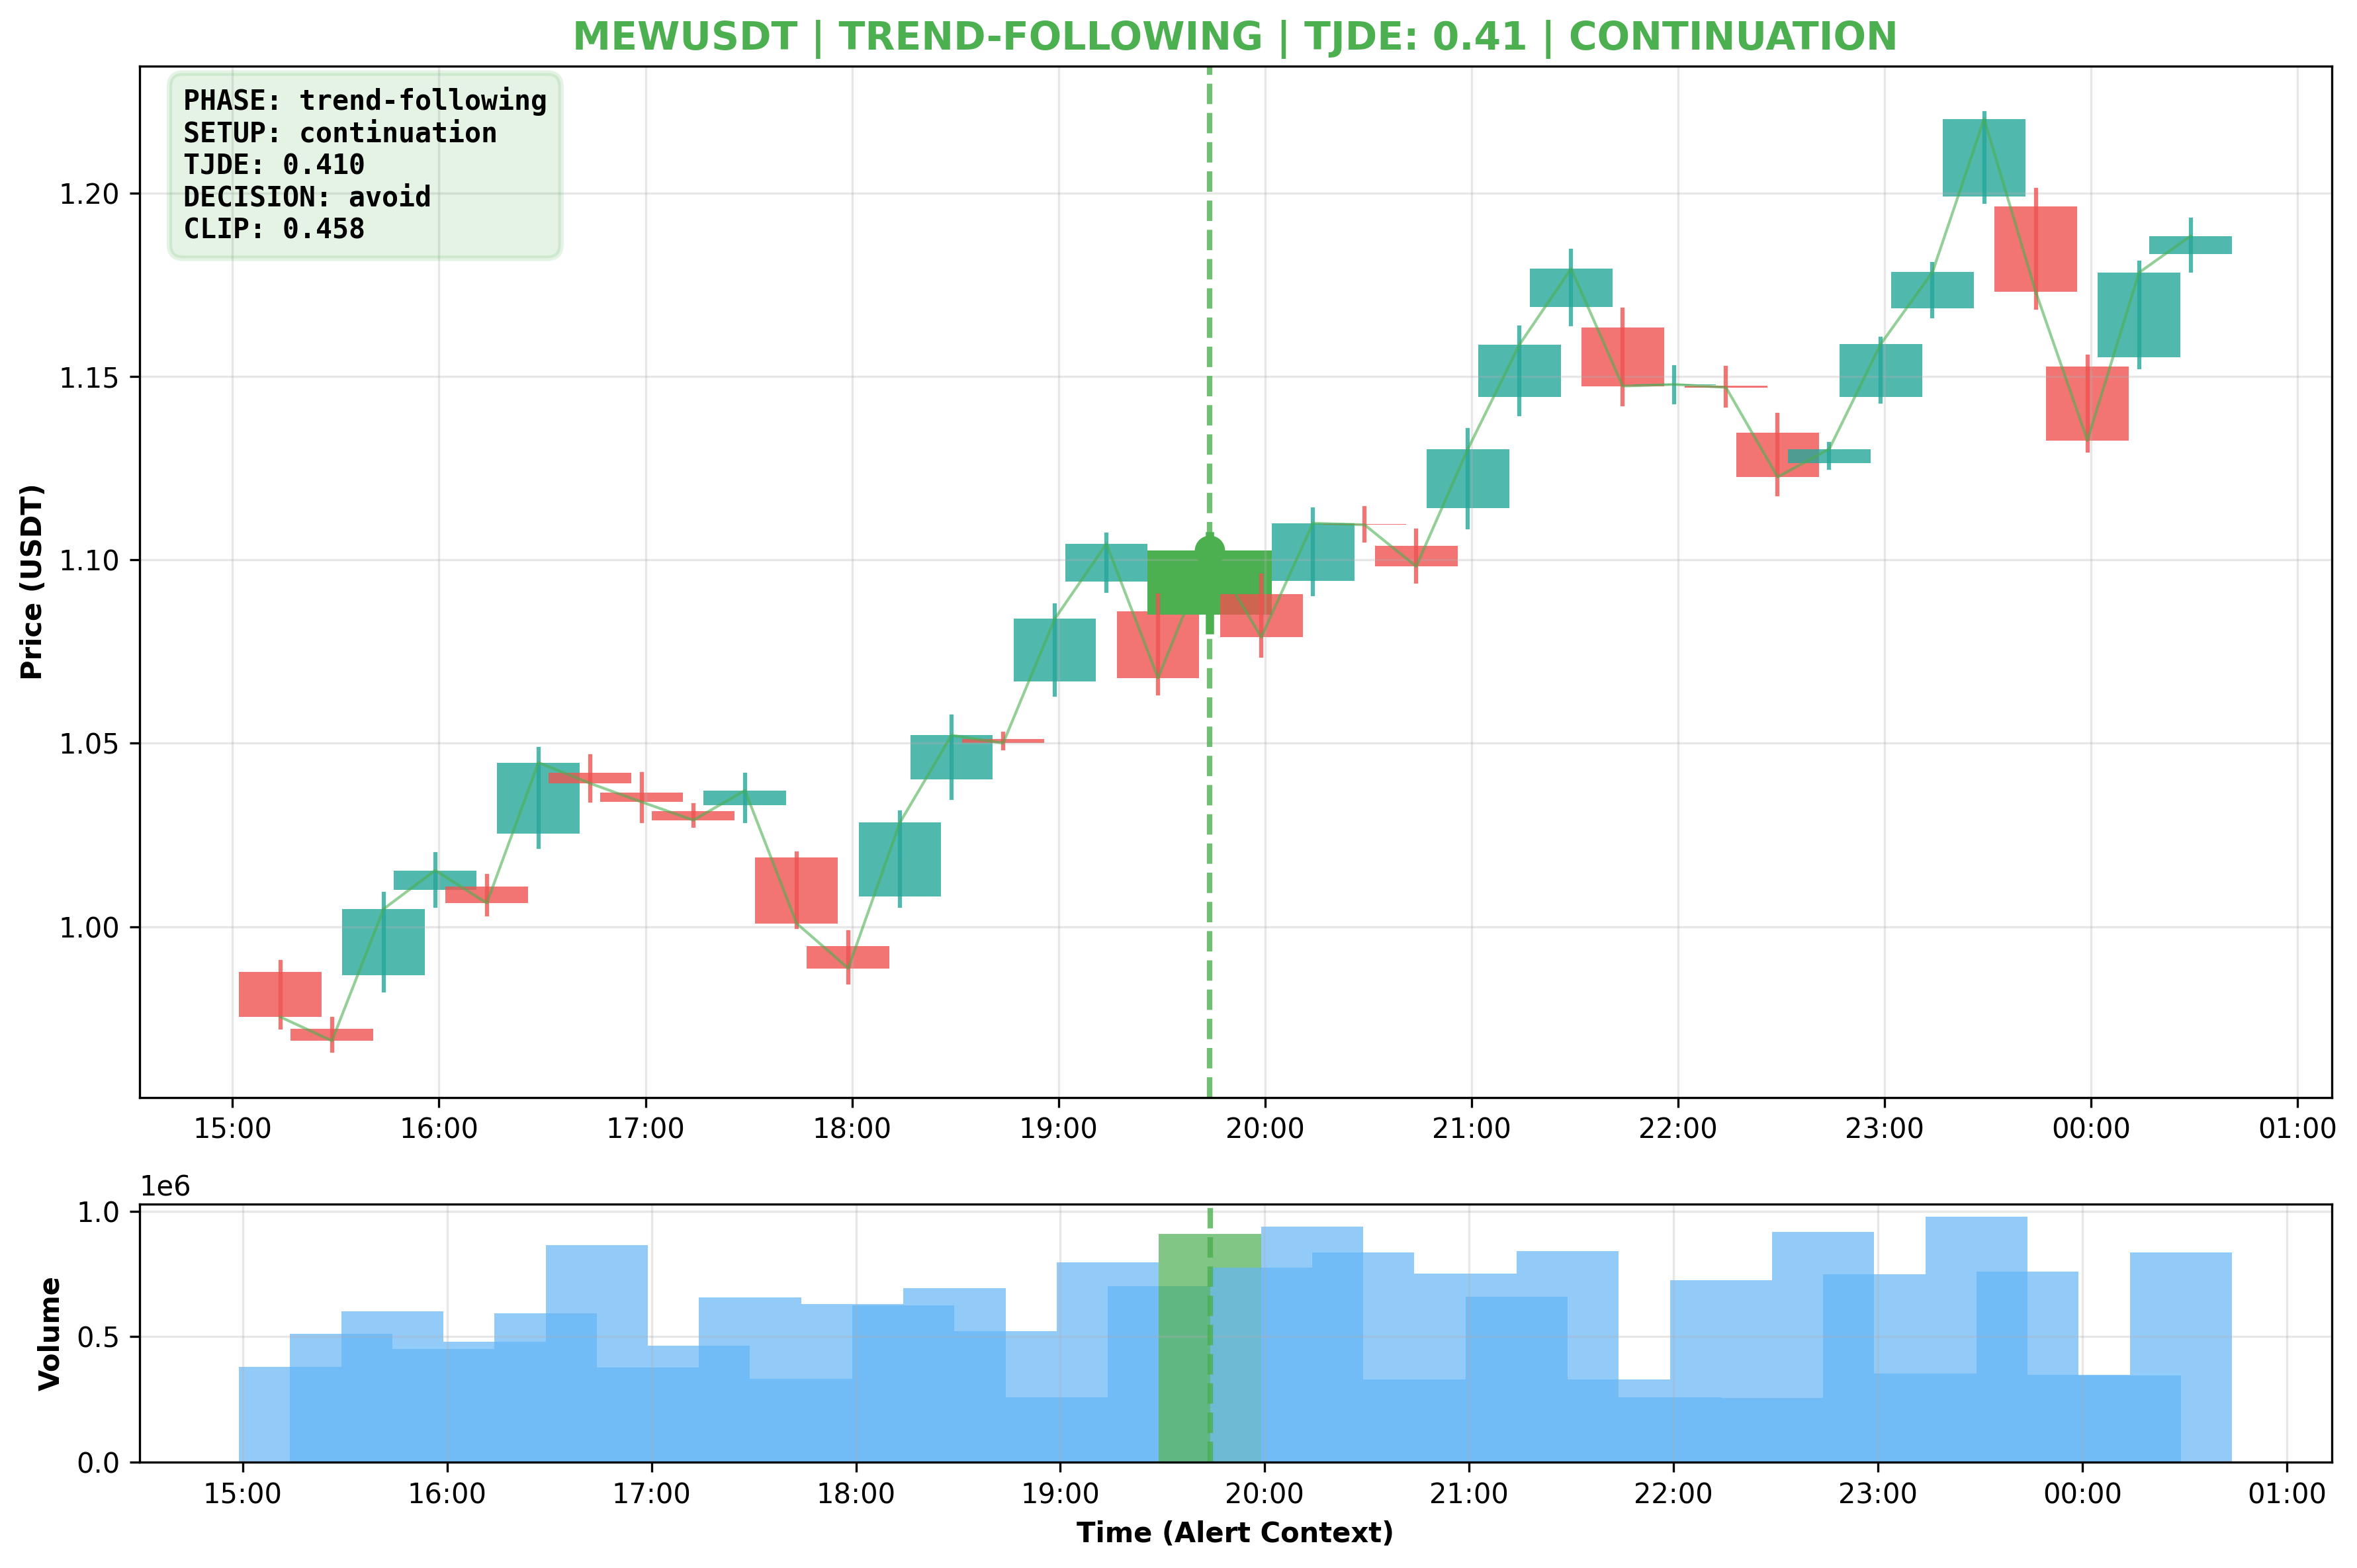 MEWUSDT | TREND-FOLLOWING | TJDE: 0.41 | CONTINUATION
PHASE: trend-following
SETUP: continuation
TJDE: 0.410
DECISION: avoid
CLIP: 0.458
Price (USDT)
1.20
1.15
1.10
1.05
1.00
15:00 16:00 17:00 18:00 19:00 20:00 21:00 22:00 23:00 00:00 01:00
1e6
Volume
1.0
0.5
0.0
15:00 16:00 17:00 18:00 19:00 20:00 21:00 22:00 23:00 00:00 01:00
Time (Alert Context)